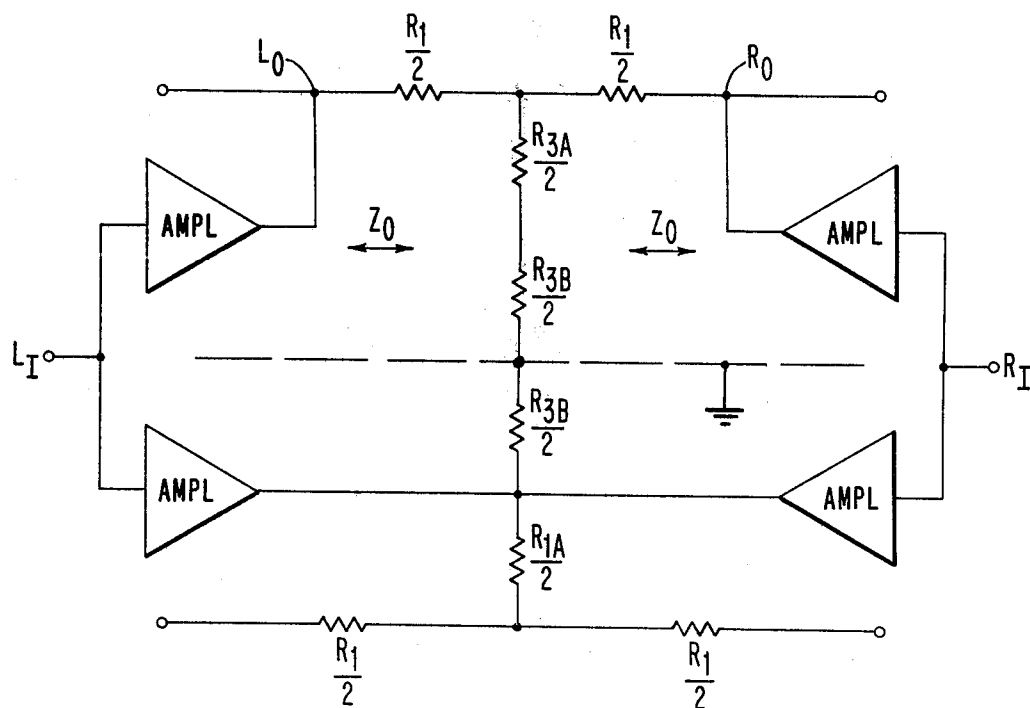 R1/2
R1/2
L0
R0
R3A/2
AMPL
AMPL
Z0
Z0
R3B/2
LI
RI
R3B/2
AMPL
AMPL
R1A/2
R1/2
R1/2